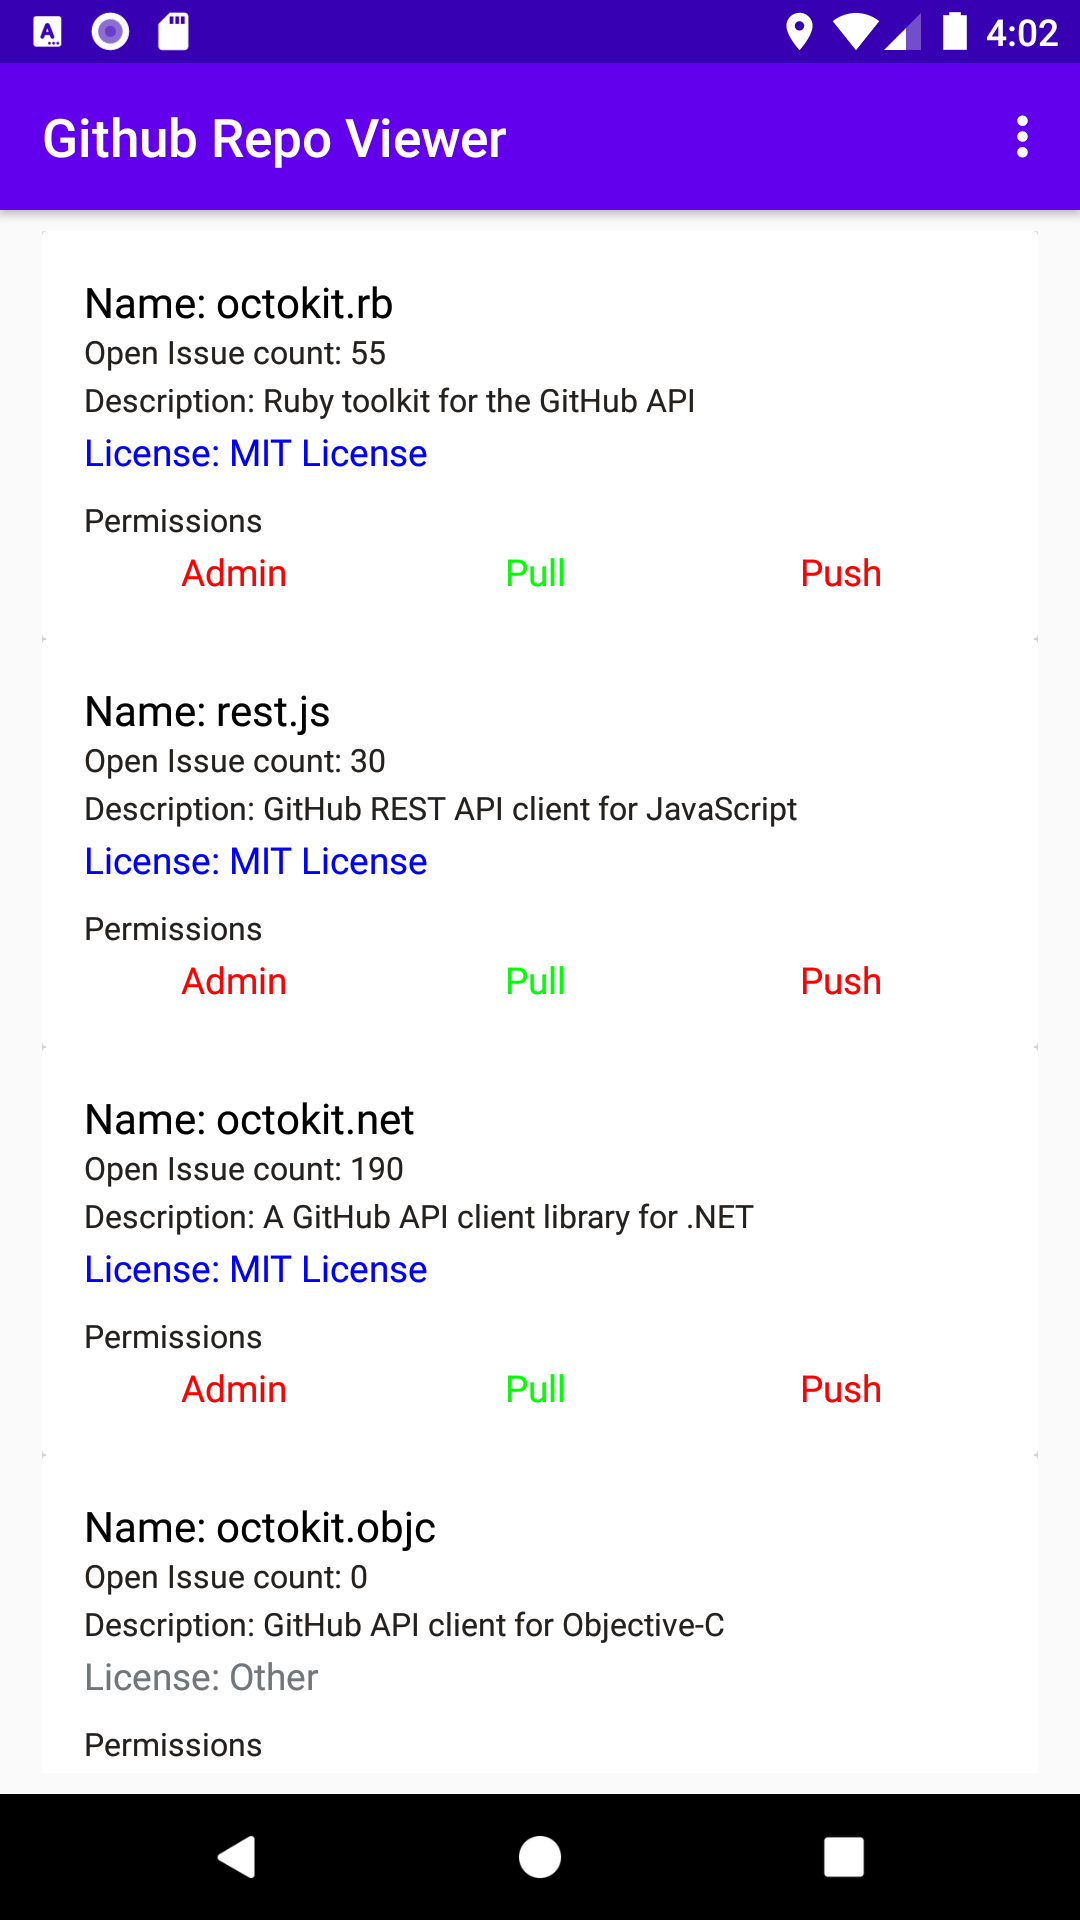 4:02
Github Repo Viewer
Name: octokit.rb
Open Issue count: 55
Description: Ruby toolkit for the GitHub API
License: MIT License
Permissions
Admin Pull Push
Name: rest.js
Open Issue count: 30
Description: GitHub REST API client for JavaScript
License: MIT License
Permissions
Admin Pull Push
Name: octokit.net
Open Issue count: 190
Description: A GitHub API client library for .NET
License: MIT License
Permissions
Admin Pull Push
Name: octokit.objc
Open Issue count: 0
Description: GitHub API client for Objective-C
License: Other
Permissions